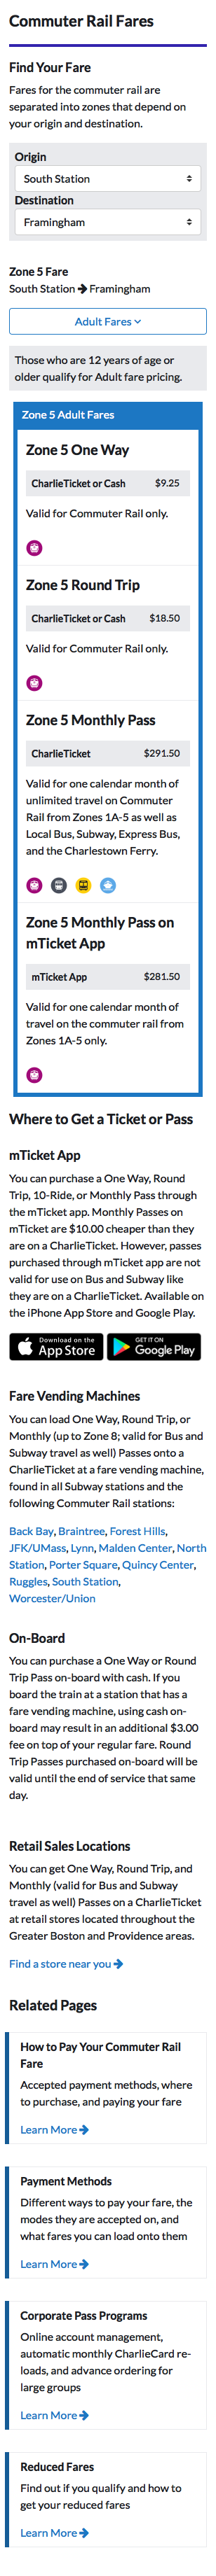 Commuter Rail Fares
Find Your Fare
Fares for the commuter rail are
separated into zones that depend on
your origin and destination.
Origin
South Station
Destination
Framingham
Zone 5 Fare
South Station → Framingham
Adult Fares
Those who are 12 years of age or
older qualify for Adult fare pricing.
Zone 5 Adult Fares
Zone 5 One Way
CharlieTicket or Cash $9.25
Valid for Commuter Rail only.
Zone 5 Round Trip
CharlieTicket or Cash $18.50
Valid for Commuter Rail only.
Zone 5 Monthly Pass
CharlieTicket $291.50
Valid for one calendar month of
unlimited travel on Commuter
Rail from Zones 1A-5 as well as
Local Bus, Subway, Express Bus,
and the Charlestown Ferry.
Zone 5 Monthly Pass on
mTicket App
mTicket App $281.50
Valid for one calendar month of
travel on the commuter rail from
Zones 1A-5 only.
Where to Get a Ticket or Pass
mTicket App
You can purchase a One Way, Round
Trip, 10-Ride, or Monthly Pass through
the mTicket app. Monthly Passes on
mTicket are $10.00 cheaper than they
are on a CharlieTicket. However, passes
purchased through mTicket app are not
valid for use on Bus and Subway like
they are on a CharlieTicket. Available on
the iPhone App Store and Google Play.
Download on the
App Store
GET IT ON
Google Play
Fare Vending Machines
You can load One Way, Round Trip, or
Monthly (up to Zone 8; valid for Bus and
Subway travel as well) Passes onto a
CharlieTicket at a fare vending machine,
found in all Subway stations and the
following Commuter Rail stations:
Back Bay, Braintree, Forest Hills,
JFK/UMass, Lynn, Malden Center, North
Station, Porter Square, Quincy Center,
Ruggles, South Station,
Worcester/Union
On-Board
You can purchase a One Way or Round
Trip Pass on-board with cash. If you
board the train at a station that has a
fare vending machine, using cash on-
board may result in an additional $3.00
fee on top of your regular fare. Round
Trip Passes purchased on-board will be
valid until the end of service that same
day.
Retail Sales Locations
You can get One Way, Round Trip, and
Monthly (valid for Bus and Subway
travel as well) Passes on a CharlieTicket
at retail stores located throughout the
Greater Boston and Providence areas.
Find a store near you →
Related Pages
How to Pay Your Commuter Rail
Fare
Accepted payment methods, where
to purchase, and paying your fare
Learn More →
Payment Methods
Different ways to pay your fare, the
modes they are accepted on, and
what fares you can load onto them
Learn More →
Corporate Pass Programs
Online account management,
automatic monthly CharlieCard re-
loads, and advance ordering for
large groups
Learn More →
Reduced Fares
Find out if you qualify and how to
get your reduced fares
Learn More →